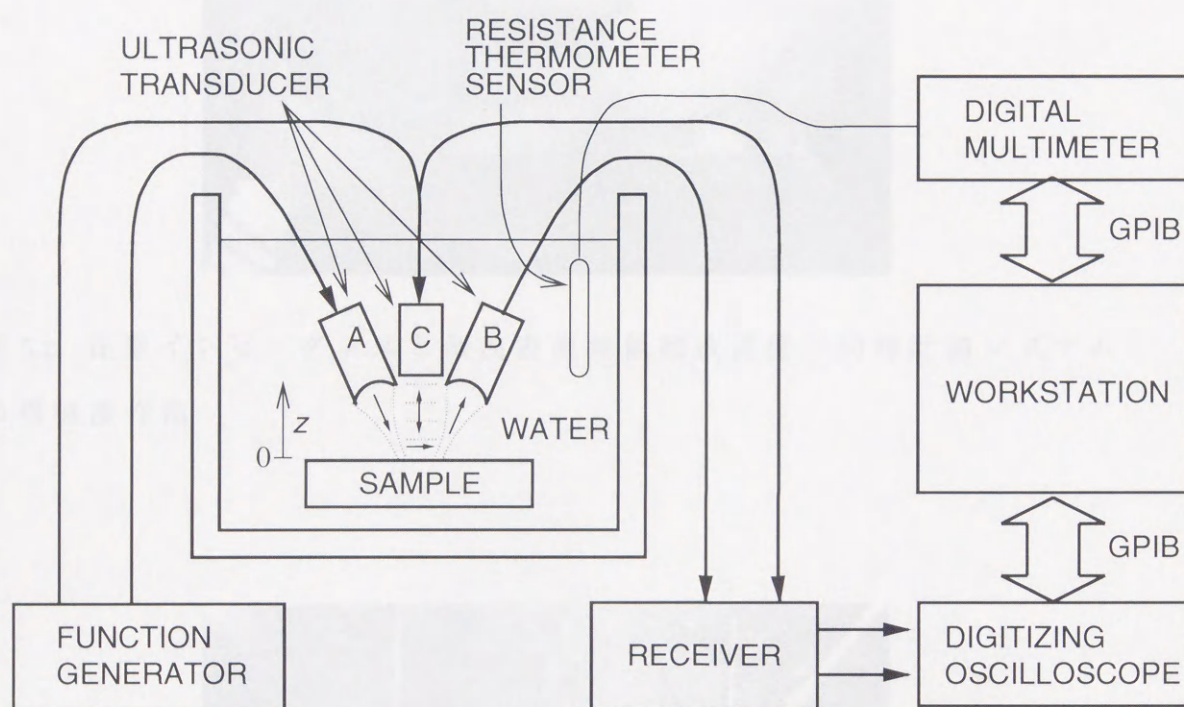 ULTRASONIC
TRANSDUCER
RESISTANCE
THERMOMETER
SENSOR
DIGITAL
MULTIMETER
GPIB
A
C
B
WORKSTATION
z
0
WATER
SAMPLE
GPIB
FUNCTION
GENERATOR
RECEIVER
DIGITIZING
OSCILLOSCOPE